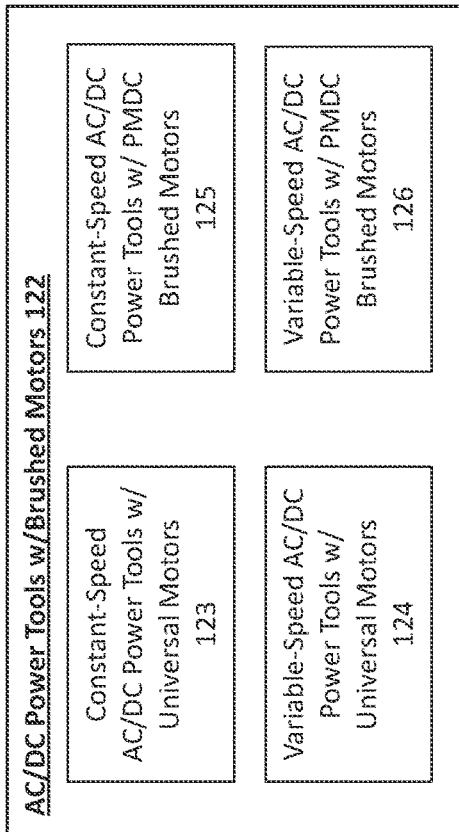 AC/DC Power Tools w/Brushed Motors 122
Constant-Speed
AC/DC Power Tools w/
Universal Motors
123
Constant-Speed AC/DC
Power Tools w/ PMDC
Brushed Motors
125
Variable-Speed AC/DC
Power Tools w/
Universal Motors
124
Variable-Speed AC/DC
Power Tools w/ PMDC
Brushed Motors
126